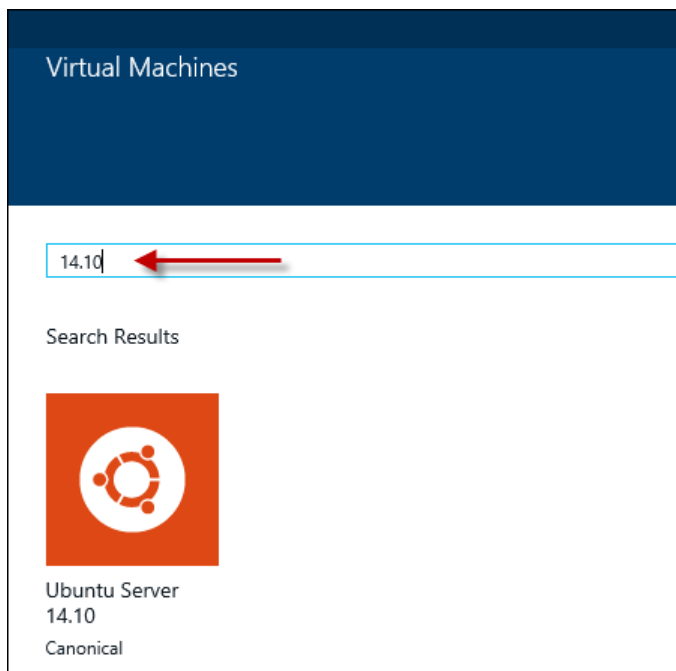 Virtual Machines
14.10
Search Results
Ubuntu Server
14.10
Canonical